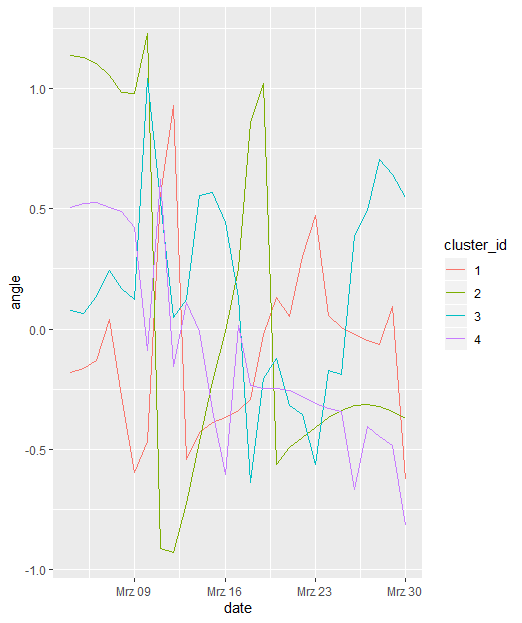 1.0
0.5
0.0
-0.5
-1.0
angle
Mrz 09
Mrz 16
Mrz 23
Mrz 30
date
cluster_id
1
2
3
4